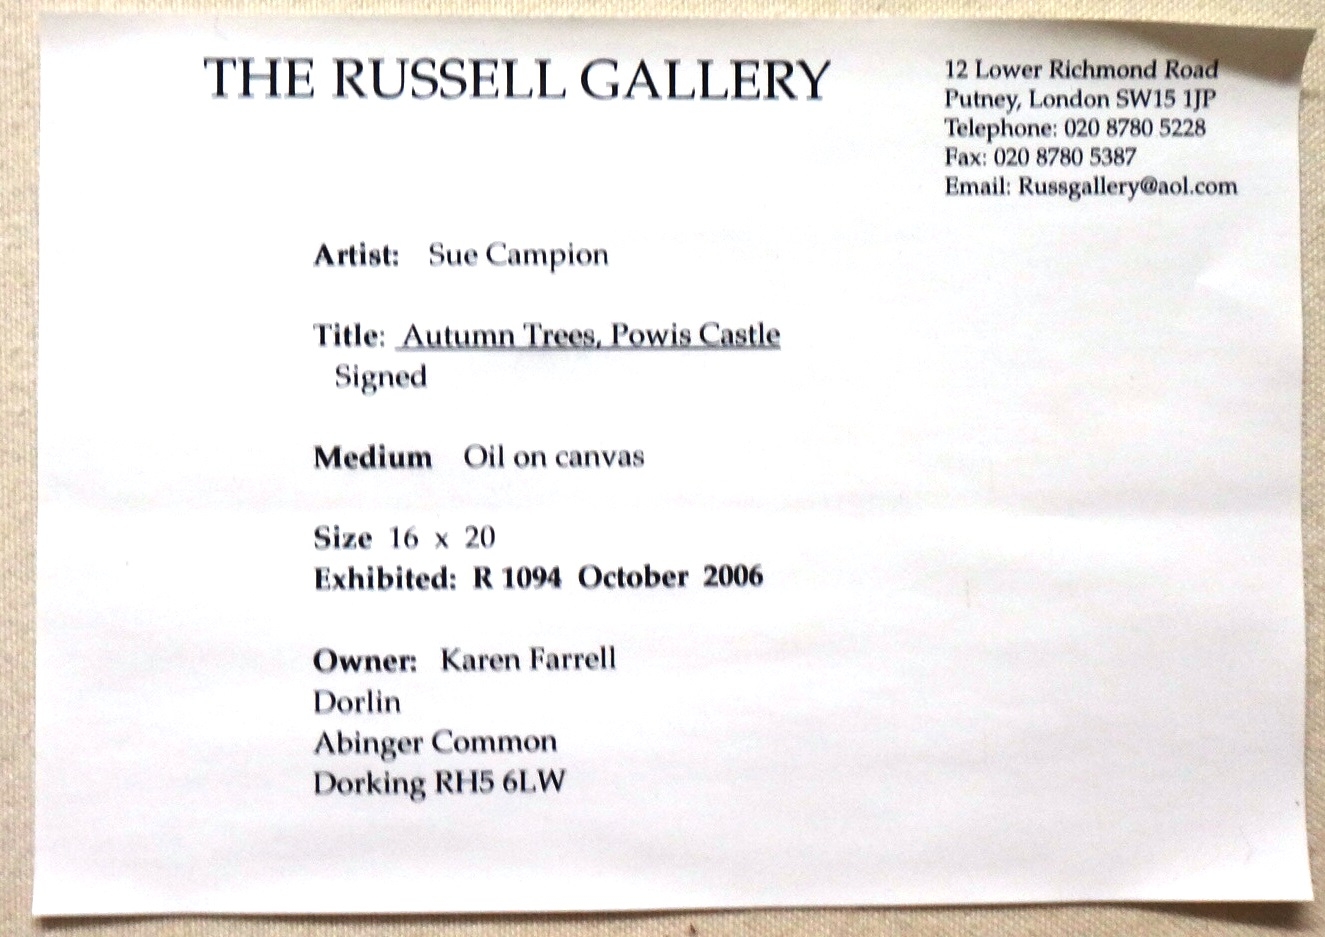 THE RUSSELL GALLERY
12 Lower Richmond Road
Putney, London SW15 1JP
Telephone: 020 8780 5228
Fax: 020 8780 5387
Email: Russgallery@aol.com
Artist: Sue Campion
Title: Autumn Trees, Powis Castle
Signed
Medium Oil on canvas
Size 16 x 20
Exhibited: R 1094 October 2006
Owner: Karen Farrell
Dorlin
Abinger Common
Dorking RH5 6LW